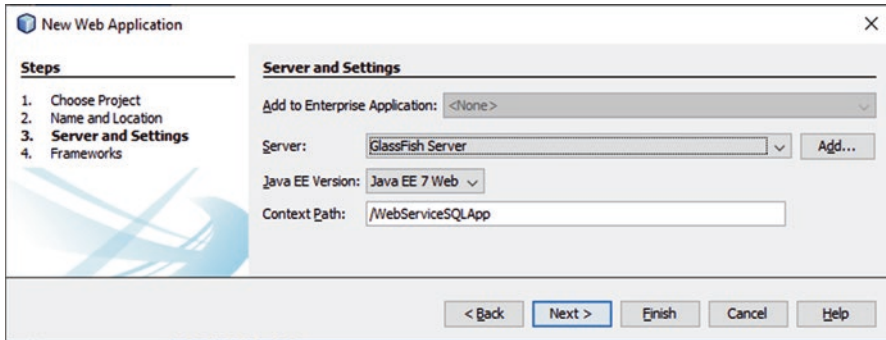 New Web Application
Steps
1. Choose Project
2. Name and Location
3. Server and Settings
4. Frameworks
Server and Settings
Add to Enterprise Application: <None>
Server: GlassFish Server Add...
Java EE Version: Java EE 7 Web
Context Path: /WebServiceSQLApp
< Back Next > Finish Cancel Help